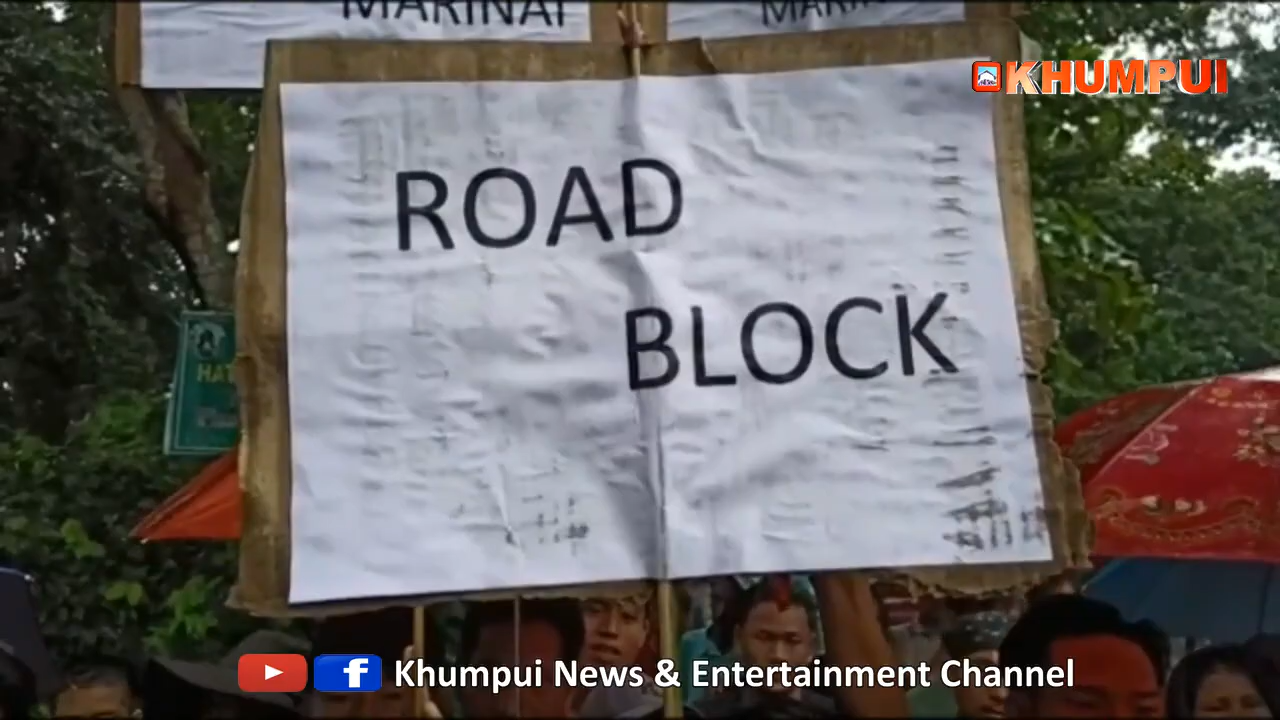 MARINAI
KHUMPUI
ROAD
BLOCK
Khumpui News & Entertainment Channel